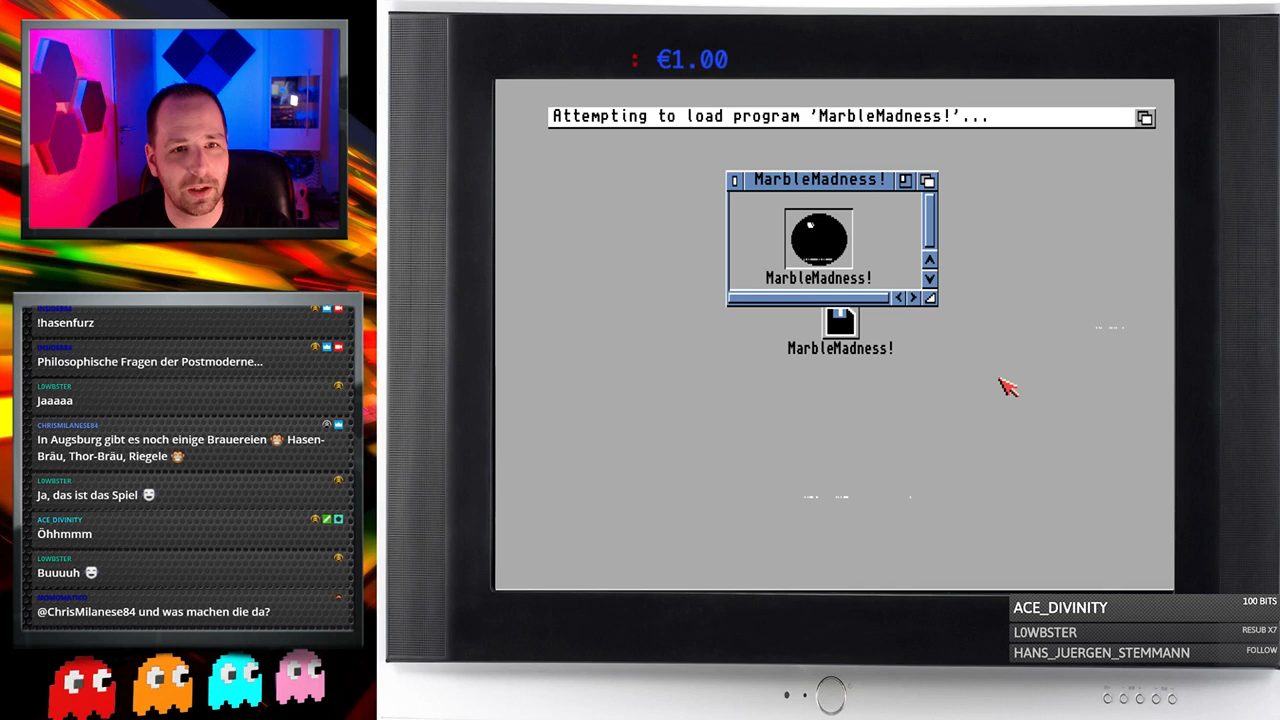 : €1.00
Attempting to load program 'MarbleMadness!'...
MarbleMadness!
MarbleMadness!
MarbleMadness!
!hasenfurz
Philosophische Fragen der Postmoderne...
L0WBSTER
Jaaaaa
CHRISMILANESE84
In Augsburg gibt es noch einige Brauereien Hasen-
Bräu, Thor-Bräu, Riegele
L0WBSTER
Ja, das ist das Spiel
ACE_DIVINITY
Öhhmmm
L0WBSTER
Buuuuh
MOMOMATIKO
@ChrisMilanese84 und was machen die da?
ACE_DIVINITY 100 BITS
L0WBSTER RESUB X7
HANS_JUERGEN_STEMMANN FOLLOW